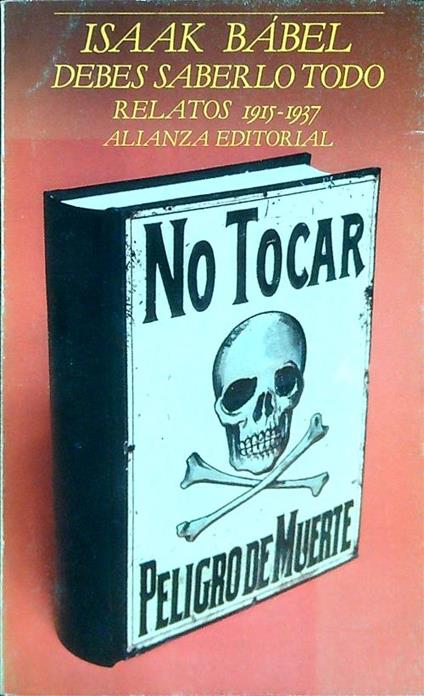 ISAAK BÁBEL
DEBES SABERLO TODO
RELATOS 1915-1937
ALIANZA EDITORIAL
NO TOCAR
PELIGRO DE MUERTE